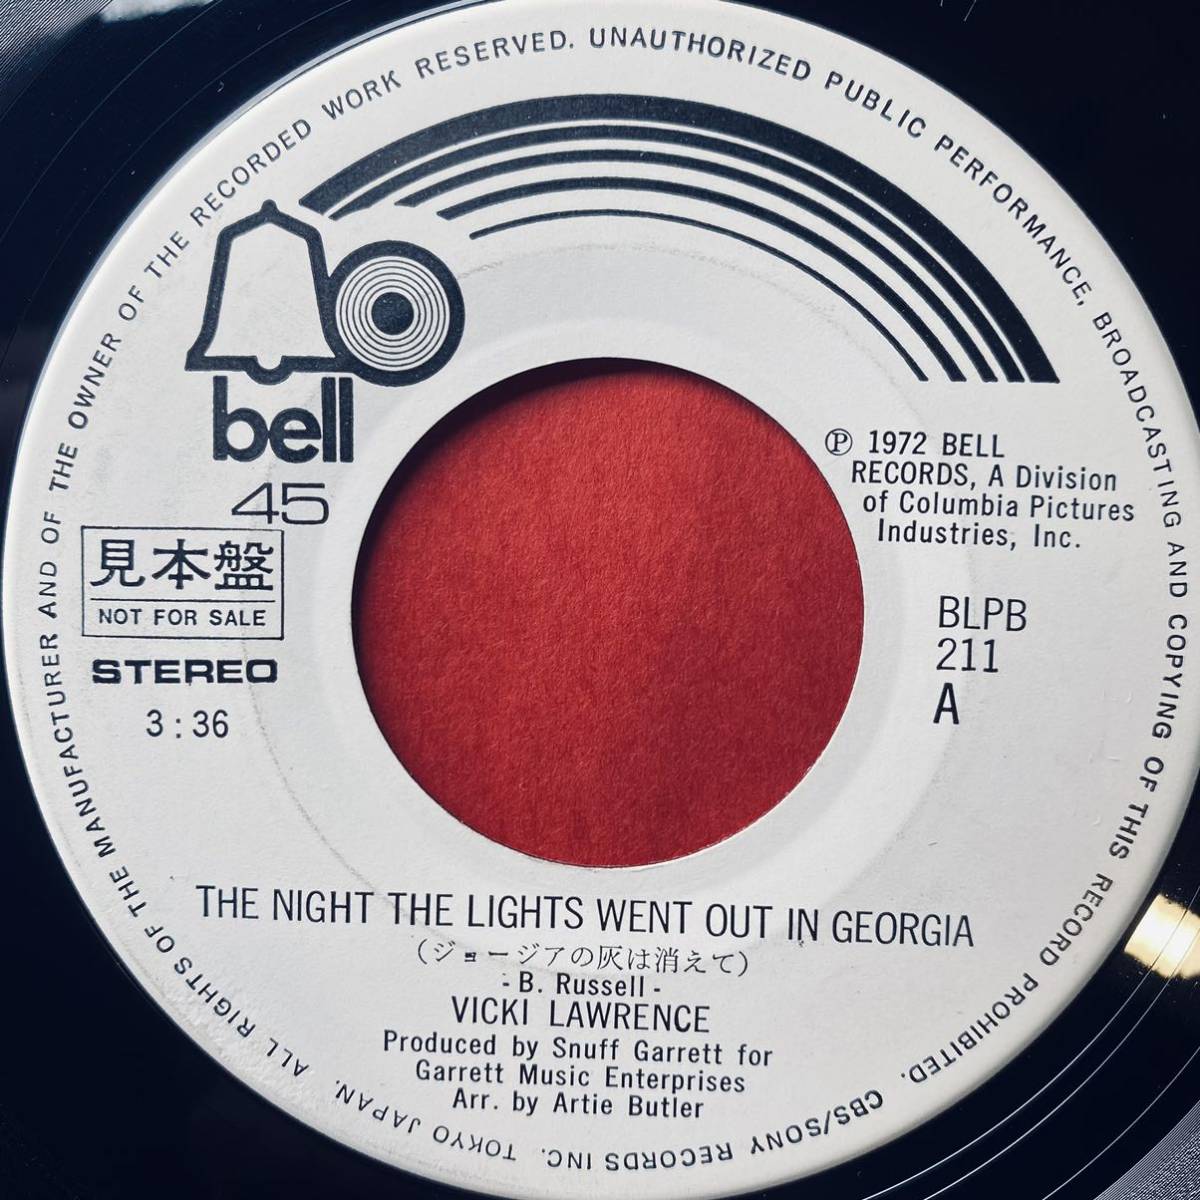 ALL RIGHTS OF THE MANUFACTURER AND OF THE OWNER OF THE RECORDED WORK RESERVED. UNAUTHORIZED PUBLIC PERFORMANCE, BROADCASTING AND COPYING OF THIS RECORD PROHIBITED. CBS/SONY RECORDS INC. TOKYO JAPAN.
bell
45
見本盤
NOT FOR SALE
STEREO
3:36
Ⓟ 1972 BELL
RECORDS, A Division
of Columbia Pictures
Industries, Inc.
BLPB
211
A
THE NIGHT THE LIGHTS WENT OUT IN GEORGIA
(ジョージアの灰は消えて)
- B. Russell -
VICKI LAWRENCE
Produced by Snuff Garrett for
Garrett Music Enterprises
Arr. by Artie Butler